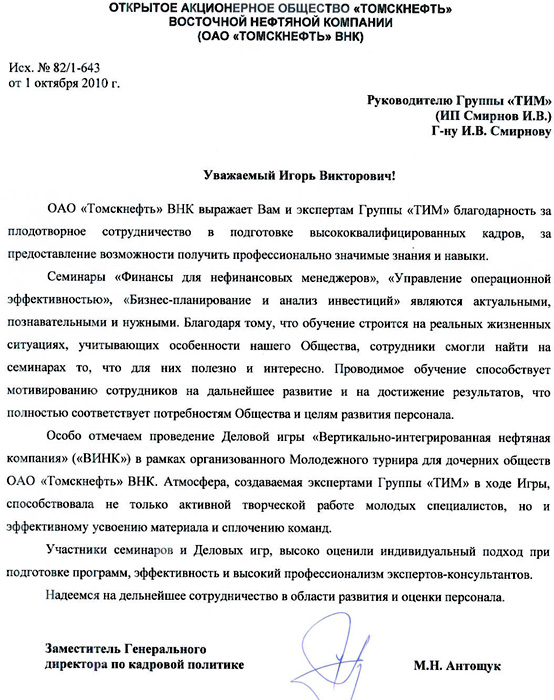 ОТКРЫТОЕ АКЦИОНЕРНОЕ ОБЩЕСТВО «ТОМСКНЕФТЬ»
ВОСТОЧНОЙ НЕФТЯНОЙ КОМПАНИИ
(ОАО «ТОМСКНЕФТЬ» ВНК)
Исх. № 82/1-643
от 1 октября 2010 г.
Руководителю Группы «ТИМ»
(ИП Смирнов И.В.)
Г-ну И.В. Смирнову
Уважаемый Игорь Викторович!
ОАО «Томскнефть» ВНК выражает Вам и экспертам Группы «ТИМ» благодарность за
плодотворное сотрудничество в подготовке высококвалифицированных кадров, за
предоставление возможности получить профессионально значимые знания и навыки.
Семинары «Финансы для нефинансовых менеджеров», «Управление операционной
эффективностью», «Бизнес-планирование и анализ инвестиций» являются актуальными,
познавательными и нужными. Благодаря тому, что обучение строится на реальных жизненных
ситуациях, учитывающих особенности нашего Общества, сотрудники смогли найти на
семинарах то, что для них полезно и интересно. Проводимое обучение способствует
мотивированию сотрудников на дальнейшее развитие и на достижение результатов, что
полностью соответствует потребностям Общества и целям развития персонала.
Особо отмечаем проведение Деловой игры «Вертикально-интегрированная нефтяная
компания» («ВИНК») в рамках организованного Молодежного турнира для дочерних обществ
ОАО «Томскнефть» ВНК. Атмосфера, создаваемая экспертами Группы «ТИМ» в ходе Игры,
способствовала не только активной творческой работе молодых специалистов, но и
эффективному усвоению материала и сплочению команд.
Участники семинаров и Деловых игр, высоко оценили индивидуальный подход при
подготовке программ, эффективность и высокий профессионализм экспертов-консультантов.
Надеемся на дельнейшее сотрудничество в области развития и оценки персонала.
Заместитель Генерального
директора по кадровой политике
М.Н. Антощук